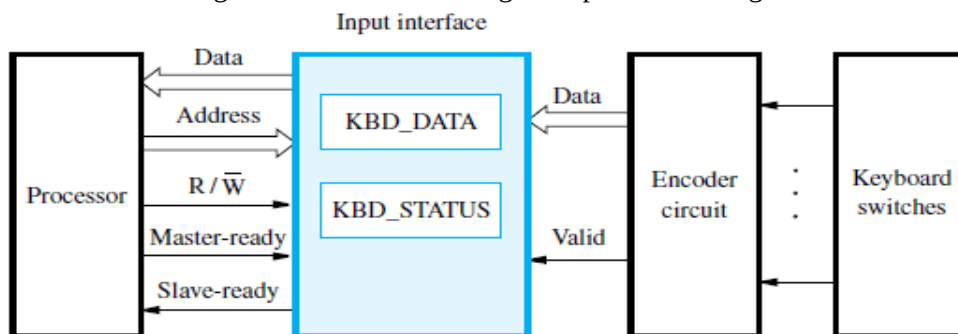 Input interface
Data
Address
R / W̅
Master-ready
Slave-ready
Processor
KBD_DATA
KBD_STATUS
Data
Valid
Encoder
circuit
Keyboard
switches